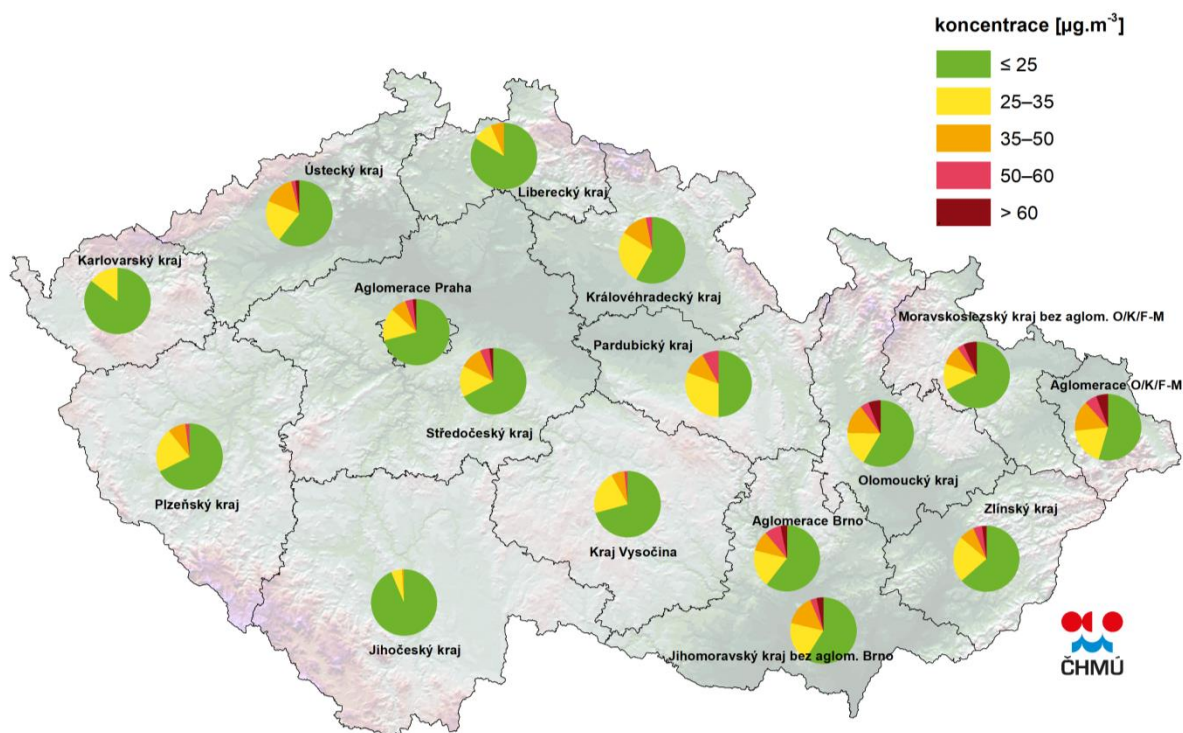 koncentrace [µg.m⁻³]
≤ 25
25–35
35–50
50–60
> 60
Ústecký kraj
Liberecký kraj
Karlovarský kraj
Aglomerace Praha
Královéhradecký kraj
Moravskoslezský kraj bez aglom. O/K/F-M
Pardubický kraj
Aglomerace O/K/F-M
Středočeský kraj
Olomoucký kraj
Plzeňský kraj
Zlínský kraj
Aglomerace Brno
Kraj Vysočina
Jihočeský kraj
Jihomoravský kraj bez aglom. Brno
ČHMÚ